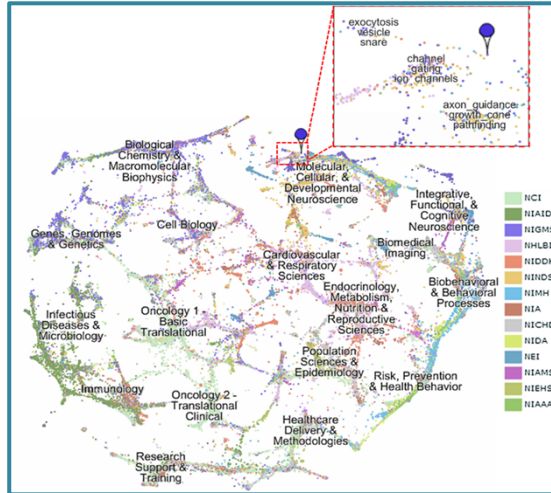 exocytosis
vesicle
snare
channel
gating
ion_channels
axon_guidance
growth_cone
pathfinding
Biological
Chemistry &
Macromolecular
Biophysics
Molecular,
Cellular, &
Developmental
Neuroscience
Integrative,
Functional, &
Cognitive
Neuroscience
Genes, Genomes
& Genetics
Cell Biology
Cardiovascular
& Respiratory
Sciences
Biomedical
Imaging
Endocrinology,
Metabolism,
Nutrition &
Reproductive
Sciences
Biobehavioral
& Behavioral
Processes
Infectious
Diseases &
Microbiology
Oncology 1 -
Basic
Translational
Population
Sciences &
Epidemiology
Risk, Prevention
& Health Behavior
Immunology
Oncology 2 -
Translational
Clinical
Healthcare
Delivery &
Methodologies
Research
Support &
Training
NCI
NIAID
NIGMS
NHLBI
NIDDK
NINDS
NIMH
NIA
NICHD
NIDA
NEI
NIAMS
NIEHS
NIAAA